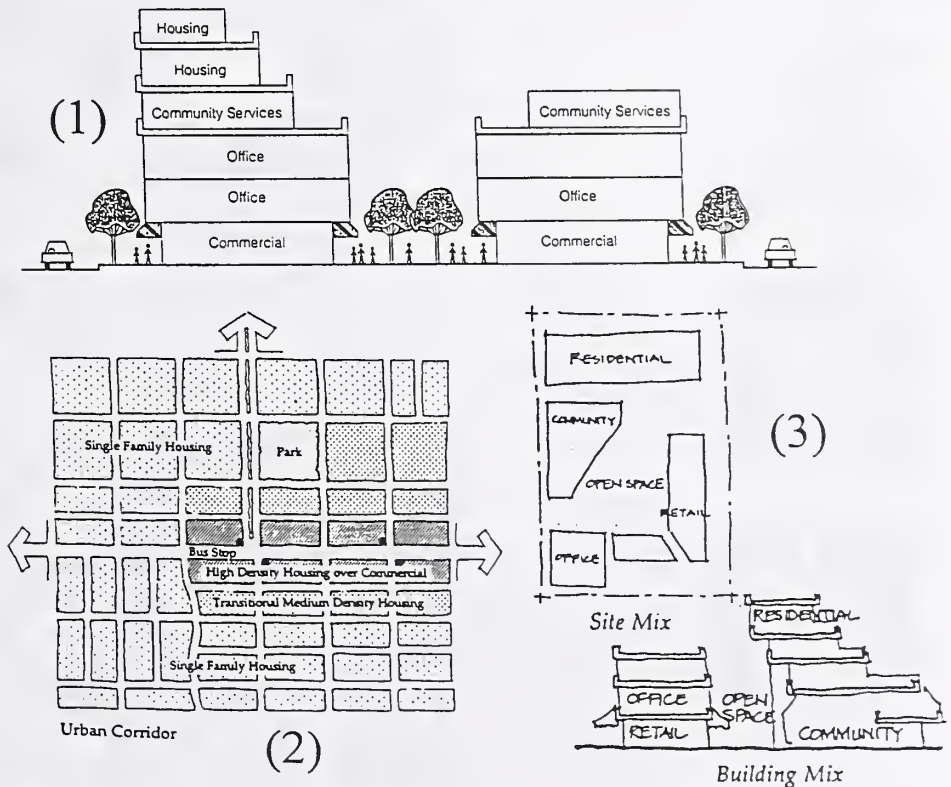 Housing
Housing
(1)
Community Services
Community Services
Office
Office
Office
Commercial
Commercial
Single Family Housing
Park
Bus Stop
High Density Housing over Commercial
Transitional Medium Density Housing
Single Family Housing
Urban Corridor
(2)
RESIDENTIAL
COMMUNITY
(3)
OPEN SPACE
RETAIL
OFFICE
Site Mix
RESIDENTIAL
OFFICE
OPEN
SPACE
RETAIL
COMMUNITY
Building Mix